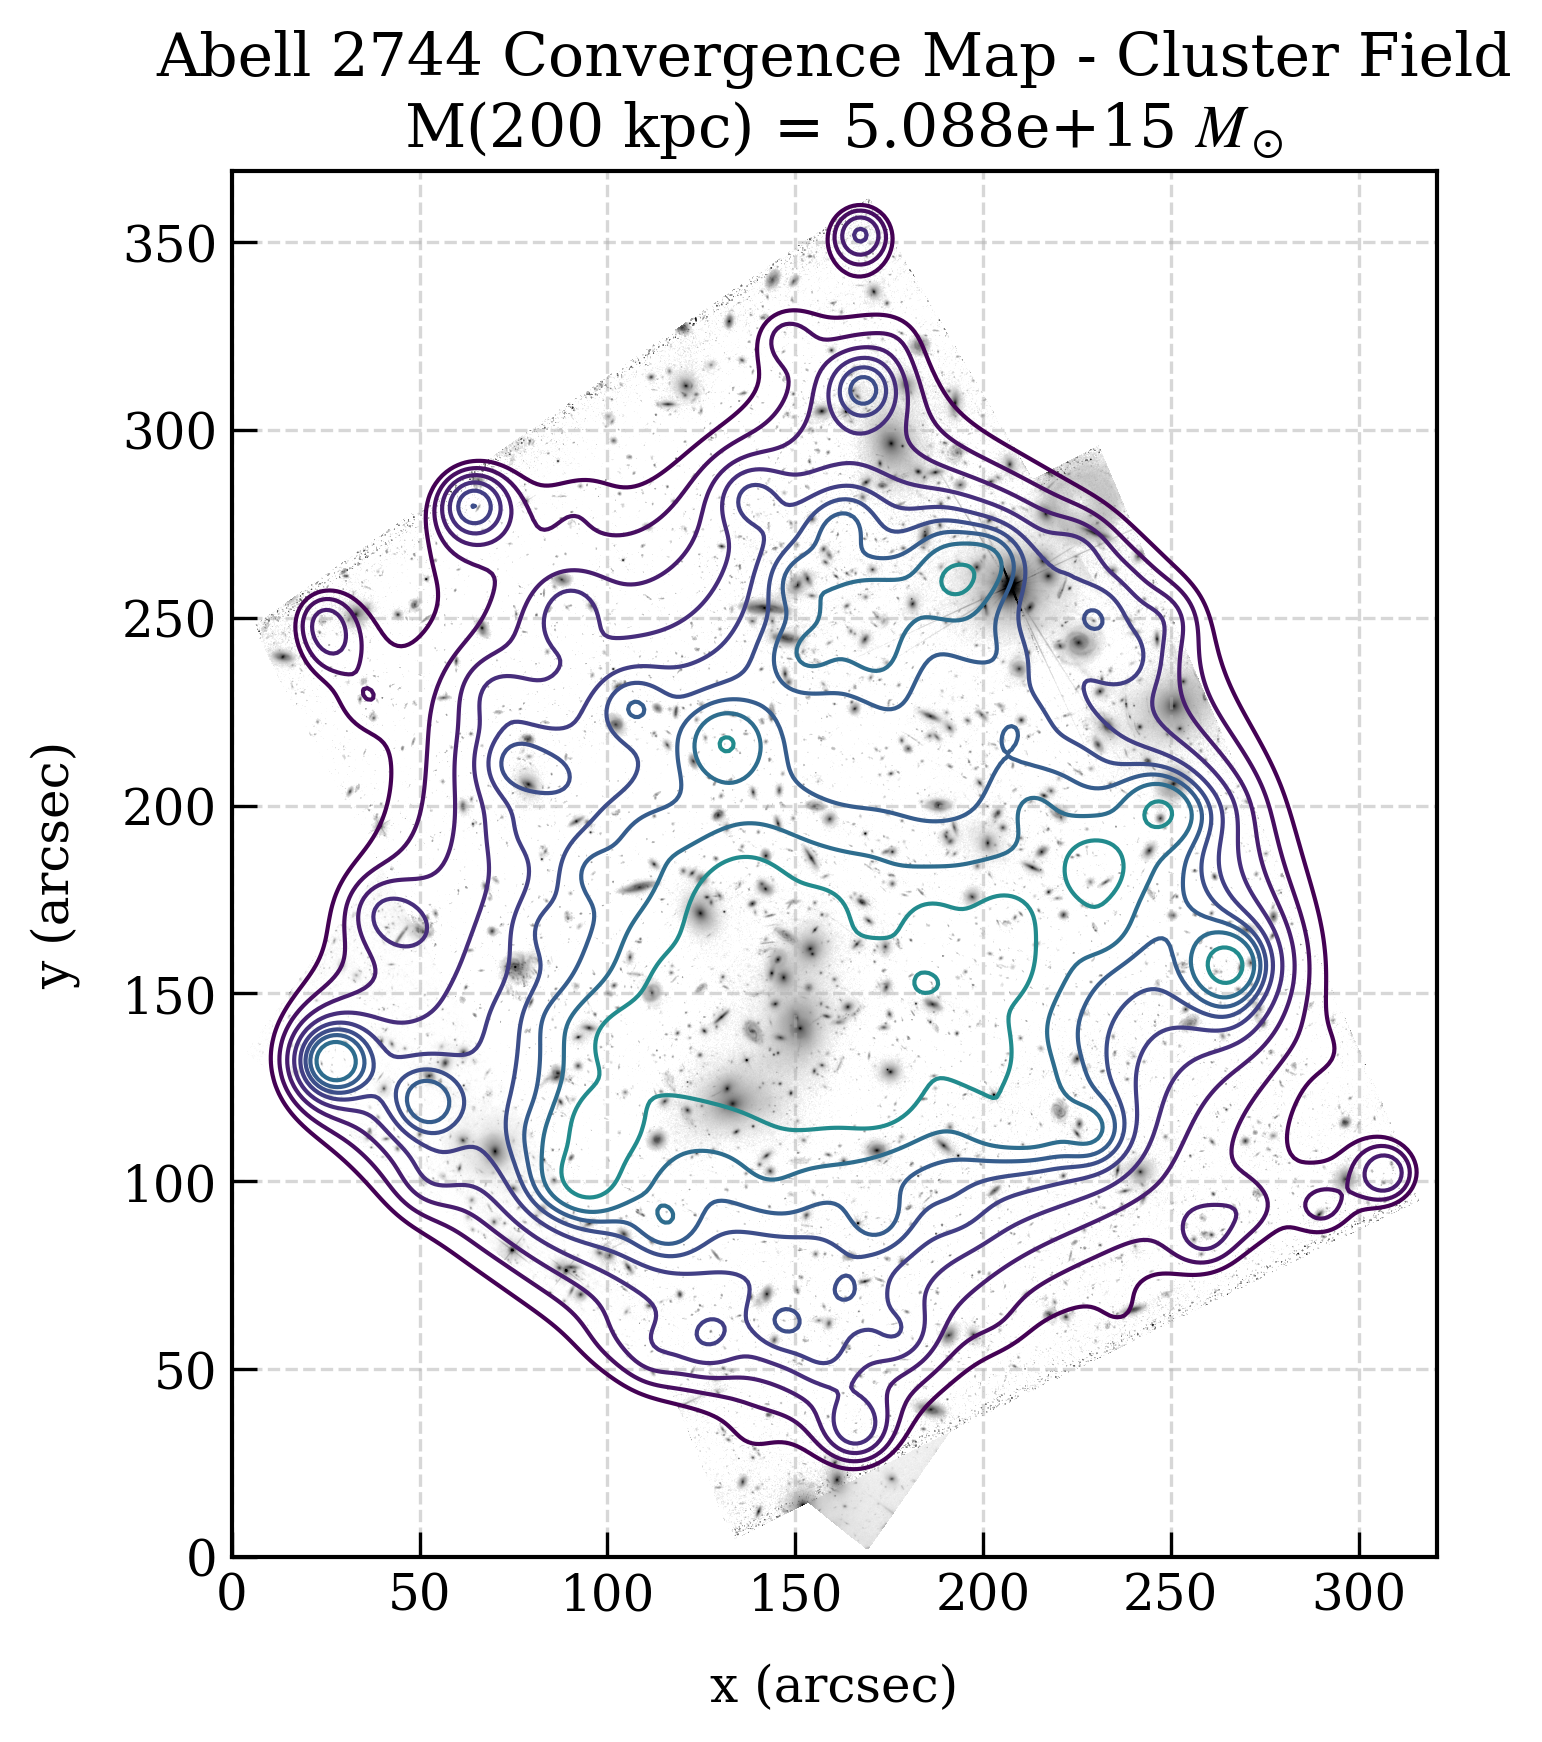 Abell 2744 Convergence Map - Cluster Field
M(200 kpc) = 5.088e+15 M☉
350
300
250
200
150
100
50
0
y (arcsec)
0 50 100 150 200 250 300
x (arcsec)